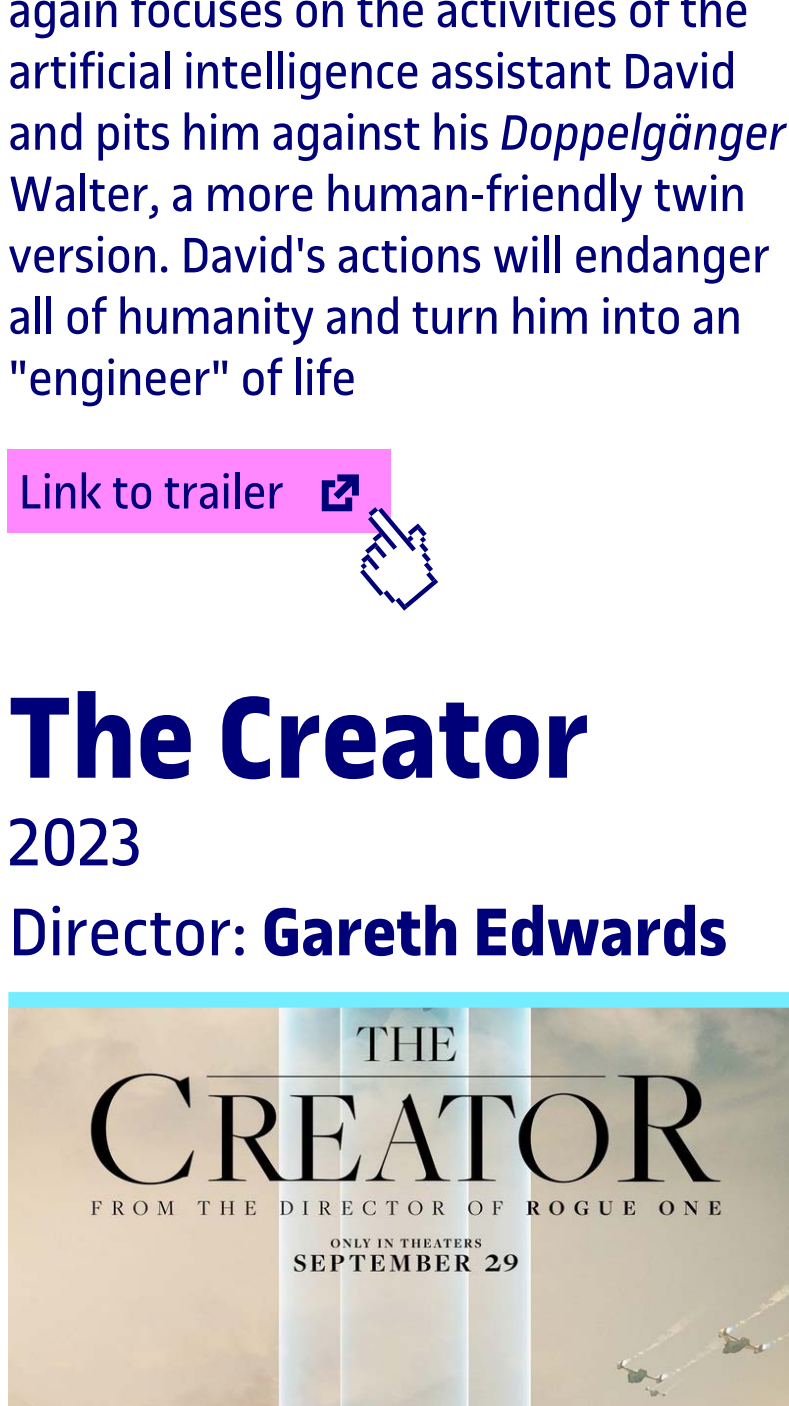 again focuses on the activities of the
artificial intelligence assistant David
and pits him against his Doppelgänger
Walter, a more human-friendly twin
version. David's actions will endanger
all of humanity and turn him into an
"engineer" of life
Link to trailer
The Creator
2023
Director: Gareth Edwards
THE
CREATOR
FROM THE DIRECTOR OF ROGUE ONE
ONLY IN THEATERS
SEPTEMBER 29